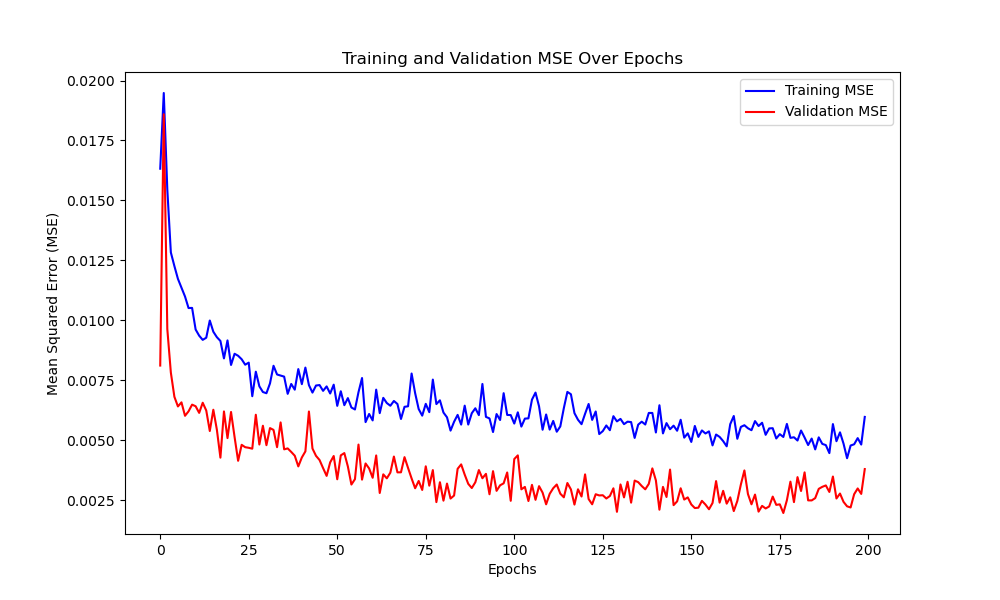 Training and Validation MSE Over Epochs
Training MSE
Validation MSE
Mean Squared Error (MSE)
0.0200
0.0175
0.0150
0.0125
0.0100
0.0075
0.0050
0.0025
0 25 50 75 100 125 150 175 200
Epochs